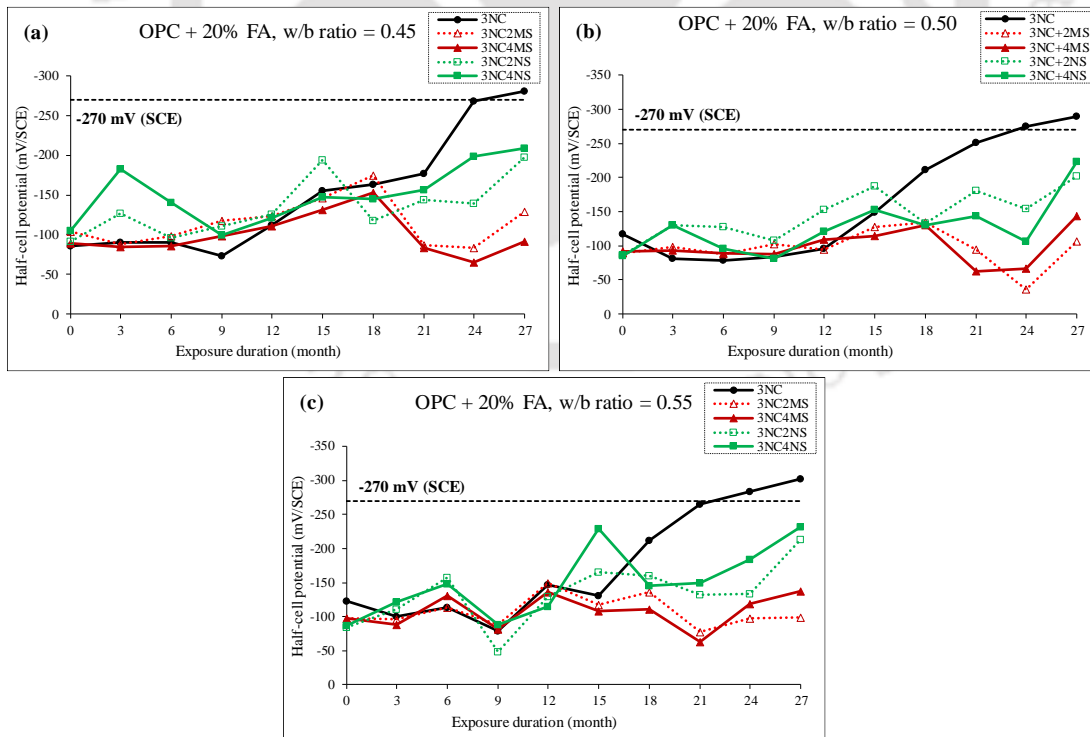 (a)
OPC + 20% FA, w/b ratio = 0.45
3NC
3NC2MS
3NC4MS
3NC2NS
3NC4NS
-270 mV (SCE)
Half-cell potential (mV/SCE)
-300
-250
-200
-150
-100
-50
0
0 3 6 9 12 15 18 21 24 27
Exposure duration (month)
(b)
OPC + 20% FA, w/b ratio = 0.50
3NC
3NC+2MS
3NC+4MS
3NC+2NS
3NC+4NS
-270 mV (SCE)
Half-cell potential (mV/SCE)
-350
-300
-250
-200
-150
-100
-50
0
0 3 6 9 12 15 18 21 24 27
Exposure duration (month)
(c)
OPC + 20% FA, w/b ratio = 0.55
3NC
3NC2MS
3NC4MS
3NC2NS
3NC4NS
-270 mV (SCE)
Half-cell potential (mV/SCE)
-350
-300
-250
-200
-150
-100
-50
0
0 3 6 9 12 15 18 21 24 27
Exposure duration (month)